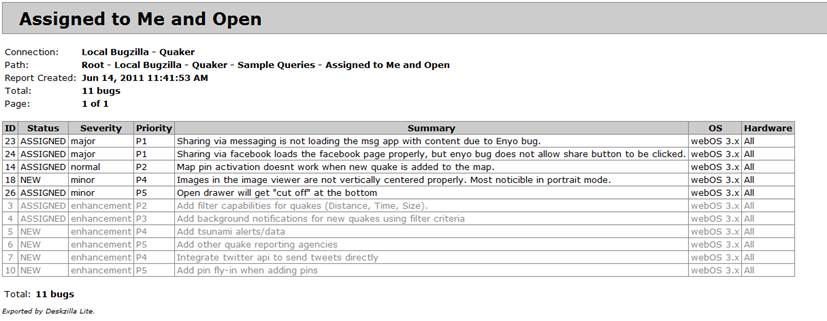 Assigned to Me and Open
Connection: Local Bugzilla - Quaker
Path: Root - Local Bugzilla - Quaker - Sample Queries - Assigned to Me and Open
Report Created: Jun 14, 2011 11:41:53 AM
Total: 11 bugs
Page: 1 of 1
ID Status Severity Priority Summary OS Hardware
23 ASSIGNED major P1 Sharing via messaging is not loading the msg app with content due to Enyo bug. webOS 3.x All
24 ASSIGNED major P1 Sharing via facebook loads the facebook page properly, but enyo bug does not allow share button to be clicked. webOS 3.x All
14 ASSIGNED normal P2 Map pin activation doesnt work when new quake is added to the map. webOS 3.x All
18 NEW minor P4 Images in the image viewer are not vertically centered properly. Most noticible in portrait mode. webOS 3.x All
26 ASSIGNED minor P5 Open drawer will get "cut off" at the bottom webOS 3.x All
3 ASSIGNED enhancement P2 Add filter capabilities for quakes (Distance, Time, Size). webOS 3.x All
4 ASSIGNED enhancement P3 Add background notifications for new quakes using filter criteria webOS 3.x All
5 NEW enhancement P4 Add tsunami alerts/data webOS 3.x All
6 NEW enhancement P5 Add other quake reporting agencies webOS 3.x All
7 NEW enhancement P4 Integrate twitter api to send tweets directly webOS 3.x All
10 NEW enhancement P5 Add pin fly-in when adding pins webOS 3.x All
Total: 11 bugs
Exported by Deskzilla Lite.